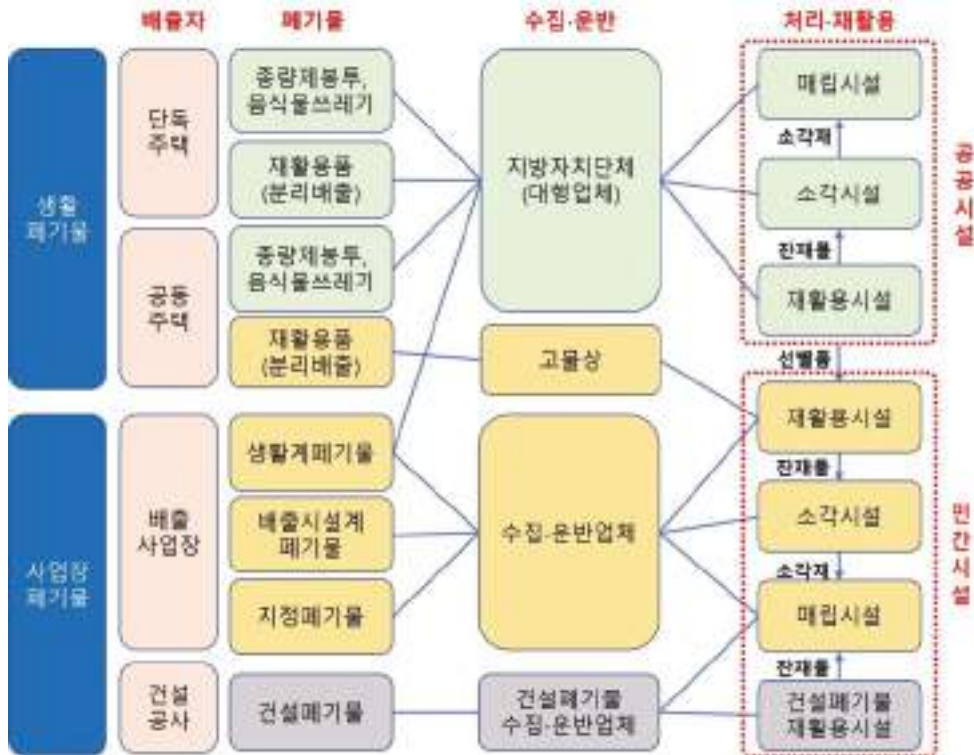 배출자
폐기물
수집·운반
처리·재활용
생활
폐기물
단독
주택
종량제봉투,
음식물쓰레기
재활용품
(분리배출)
공동
주택
종량제봉투,
음식물쓰레기
재활용품
(분리배출)
지방자치단체
(대행업체)
고물상
매립시설
소각재
소각시설
잔재물
재활용시설
공공시설
선별품
사업장
폐기물
배출
사업장
생활계폐기물
배출시설계
폐기물
지정폐기물
수집·운반업체
재활용시설
잔재물
소각시설
소각재
매립시설
잔재물
민간시설
건설
공사
건설폐기물
건설폐기물
수집·운반업체
건설폐기물
재활용시설